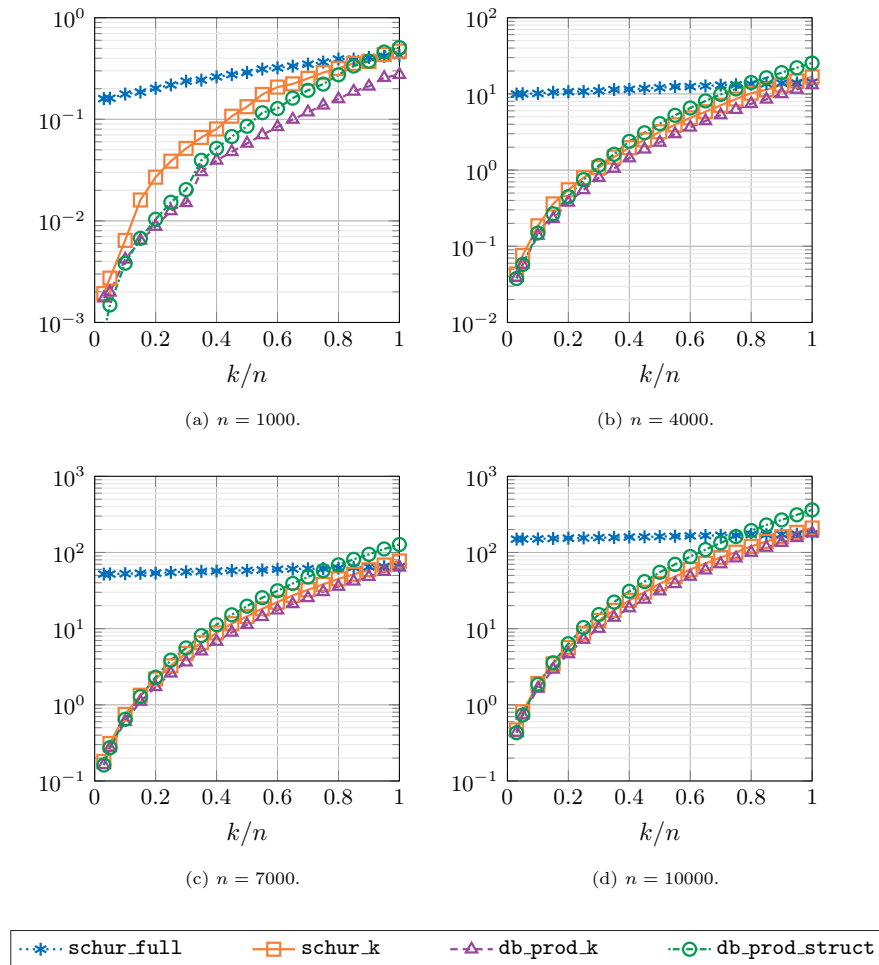 10^0
10^−1
10^−2
10^−3
0 0.2 0.4 0.6 0.8 1
k/n
(a) n = 1000.
10^2
10^1
10^0
10^−1
10^−2
0 0.2 0.4 0.6 0.8 1
k/n
(b) n = 4000.
10^3
10^2
10^1
10^0
10^−1
0 0.2 0.4 0.6 0.8 1
k/n
(c) n = 7000.
10^3
10^2
10^1
10^0
10^−1
0 0.2 0.4 0.6 0.8 1
k/n
(d) n = 10000.
schur_full schur_k db_prod_k db_prod_struct